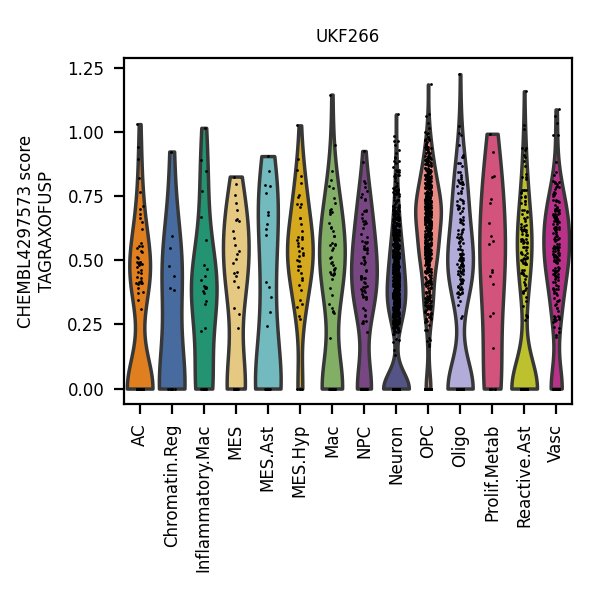 UKF266
CHEMBL4297573 score
TAGRAXOFUSP
1.25
1.00
0.75
0.50
0.25
0.00
AC
Chromatin.Reg
Inflammatory.Mac
MES
MES.Ast
MES.Hyp
Mac
NPC
Neuron
OPC
Oligo
Prolif.Metab
Reactive.Ast
Vasc